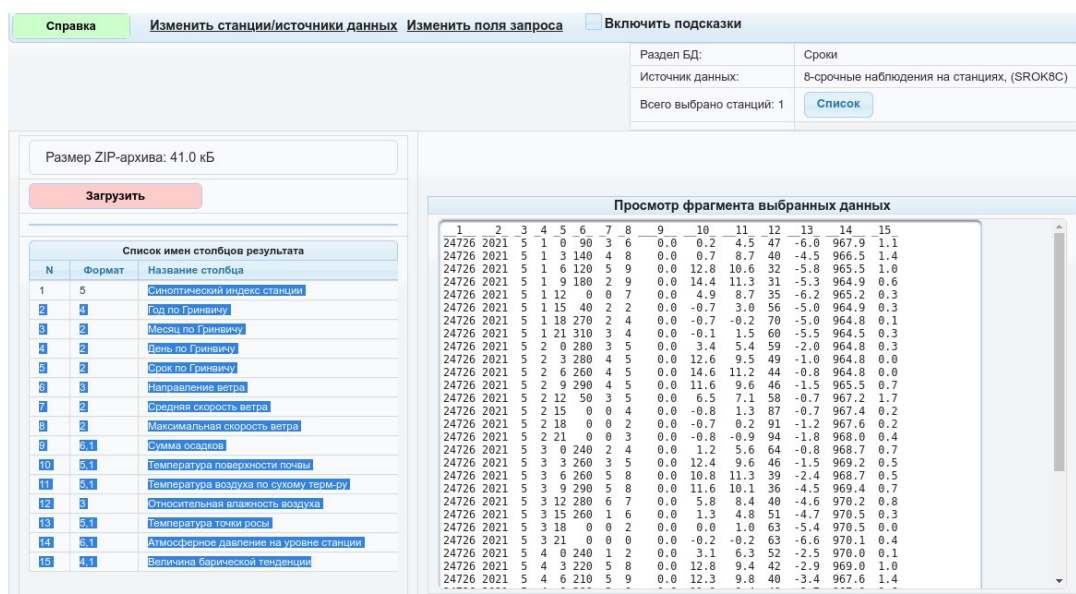 Справка Изменить станции/источники данных Изменить поля запроса Включить подсказки
Раздел БД: Сроки
Источник данных: 8-срочные наблюдения на станциях, (SROK8C)
Всего выбрано станций: 1 Список
Размер ZIP-архива: 41.0 кБ
Загрузить
Список имен столбцов результата
N Формат Название столбца
1 5 Синоптический индекс станции
2 4 Год по Гринвичу
3 2 Месяц по Гринвичу
4 2 День по Гринвичу
5 2 Срок по Гринвичу
6 3 Направление ветра
7 2 Средняя скорость ветра
8 2 Максимальная скорость ветра
9 6,1 Сумма осадков
10 5,1 Температура поверхности почвы
11 5,1 Температура воздуха по сухому терм-ру
12 3 Относительная влажность воздуха
13 5,1 Температура точки росы
14 6,1 Атмосферное давление на уровне станции
15 4,1 Величина барической тенденции
Просмотр фрагмента выбранных данных
__1__ __2_ _3 _4 _5 _6_ _7 _8 ___9__ __10_ __11_ _12 __13_ ___14_ _15_
24726 2021 5 1 0 90 3 6 0.0 0.2 4.5 47 -6.0 967.9 1.1
24726 2021 5 1 3 140 4 8 0.0 0.7 8.7 40 -4.5 966.5 1.4
24726 2021 5 1 6 120 5 9 0.0 12.8 10.6 32 -5.8 965.5 1.0
24726 2021 5 1 9 180 2 9 0.0 14.4 11.3 31 -5.3 964.9 0.6
24726 2021 5 1 12 0 0 7 0.0 4.9 8.7 35 -6.2 965.2 0.3
24726 2021 5 1 15 40 2 2 0.0 -0.7 3.0 56 -5.0 964.9 0.3
24726 2021 5 1 18 270 2 4 0.0 -0.7 -0.2 70 -5.0 964.8 0.1
24726 2021 5 1 21 310 3 4 0.0 -0.1 1.5 60 -5.5 964.5 0.3
24726 2021 5 2 0 280 3 5 0.0 3.4 5.4 59 -2.0 964.8 0.3
24726 2021 5 2 3 280 4 5 0.0 12.6 9.5 49 -1.0 964.8 0.0
24726 2021 5 2 6 260 4 5 0.0 14.6 11.2 44 -0.8 964.8 0.0
24726 2021 5 2 9 290 4 5 0.0 11.6 9.6 46 -1.5 965.5 0.7
24726 2021 5 2 12 50 3 5 0.0 6.5 7.1 58 -0.7 967.2 1.7
24726 2021 5 2 15 0 0 4 0.0 -0.8 1.3 87 -0.7 967.4 0.2
24726 2021 5 2 18 0 0 2 0.0 -0.7 0.2 91 -1.2 967.6 0.2
24726 2021 5 2 21 0 0 3 0.0 -0.8 -0.9 94 -1.8 968.0 0.4
24726 2021 5 3 0 240 2 4 0.0 1.2 5.6 64 -0.8 968.7 0.7
24726 2021 5 3 3 260 3 5 0.0 12.4 9.6 46 -1.5 969.2 0.5
24726 2021 5 3 6 260 5 8 0.0 10.8 11.3 39 -2.4 968.7 0.5
24726 2021 5 3 9 290 5 8 0.0 11.6 10.1 36 -4.5 969.4 0.7
24726 2021 5 3 12 280 6 7 0.0 5.8 8.4 40 -4.6 970.2 0.8
24726 2021 5 3 15 260 1 6 0.0 1.3 4.8 51 -4.7 970.5 0.3
24726 2021 5 3 18 0 0 2 0.0 0.0 1.0 63 -5.4 970.5 0.0
24726 2021 5 3 21 0 0 0 0.0 -0.2 -0.2 63 -6.6 970.1 0.4
24726 2021 5 4 0 240 1 2 0.0 3.1 6.3 52 -2.5 970.0 0.1
24726 2021 5 4 3 220 5 8 0.0 12.8 9.4 42 -2.9 969.0 1.0
24726 2021 5 4 6 210 5 9 0.0 12.3 9.8 40 -3.4 967.6 1.4